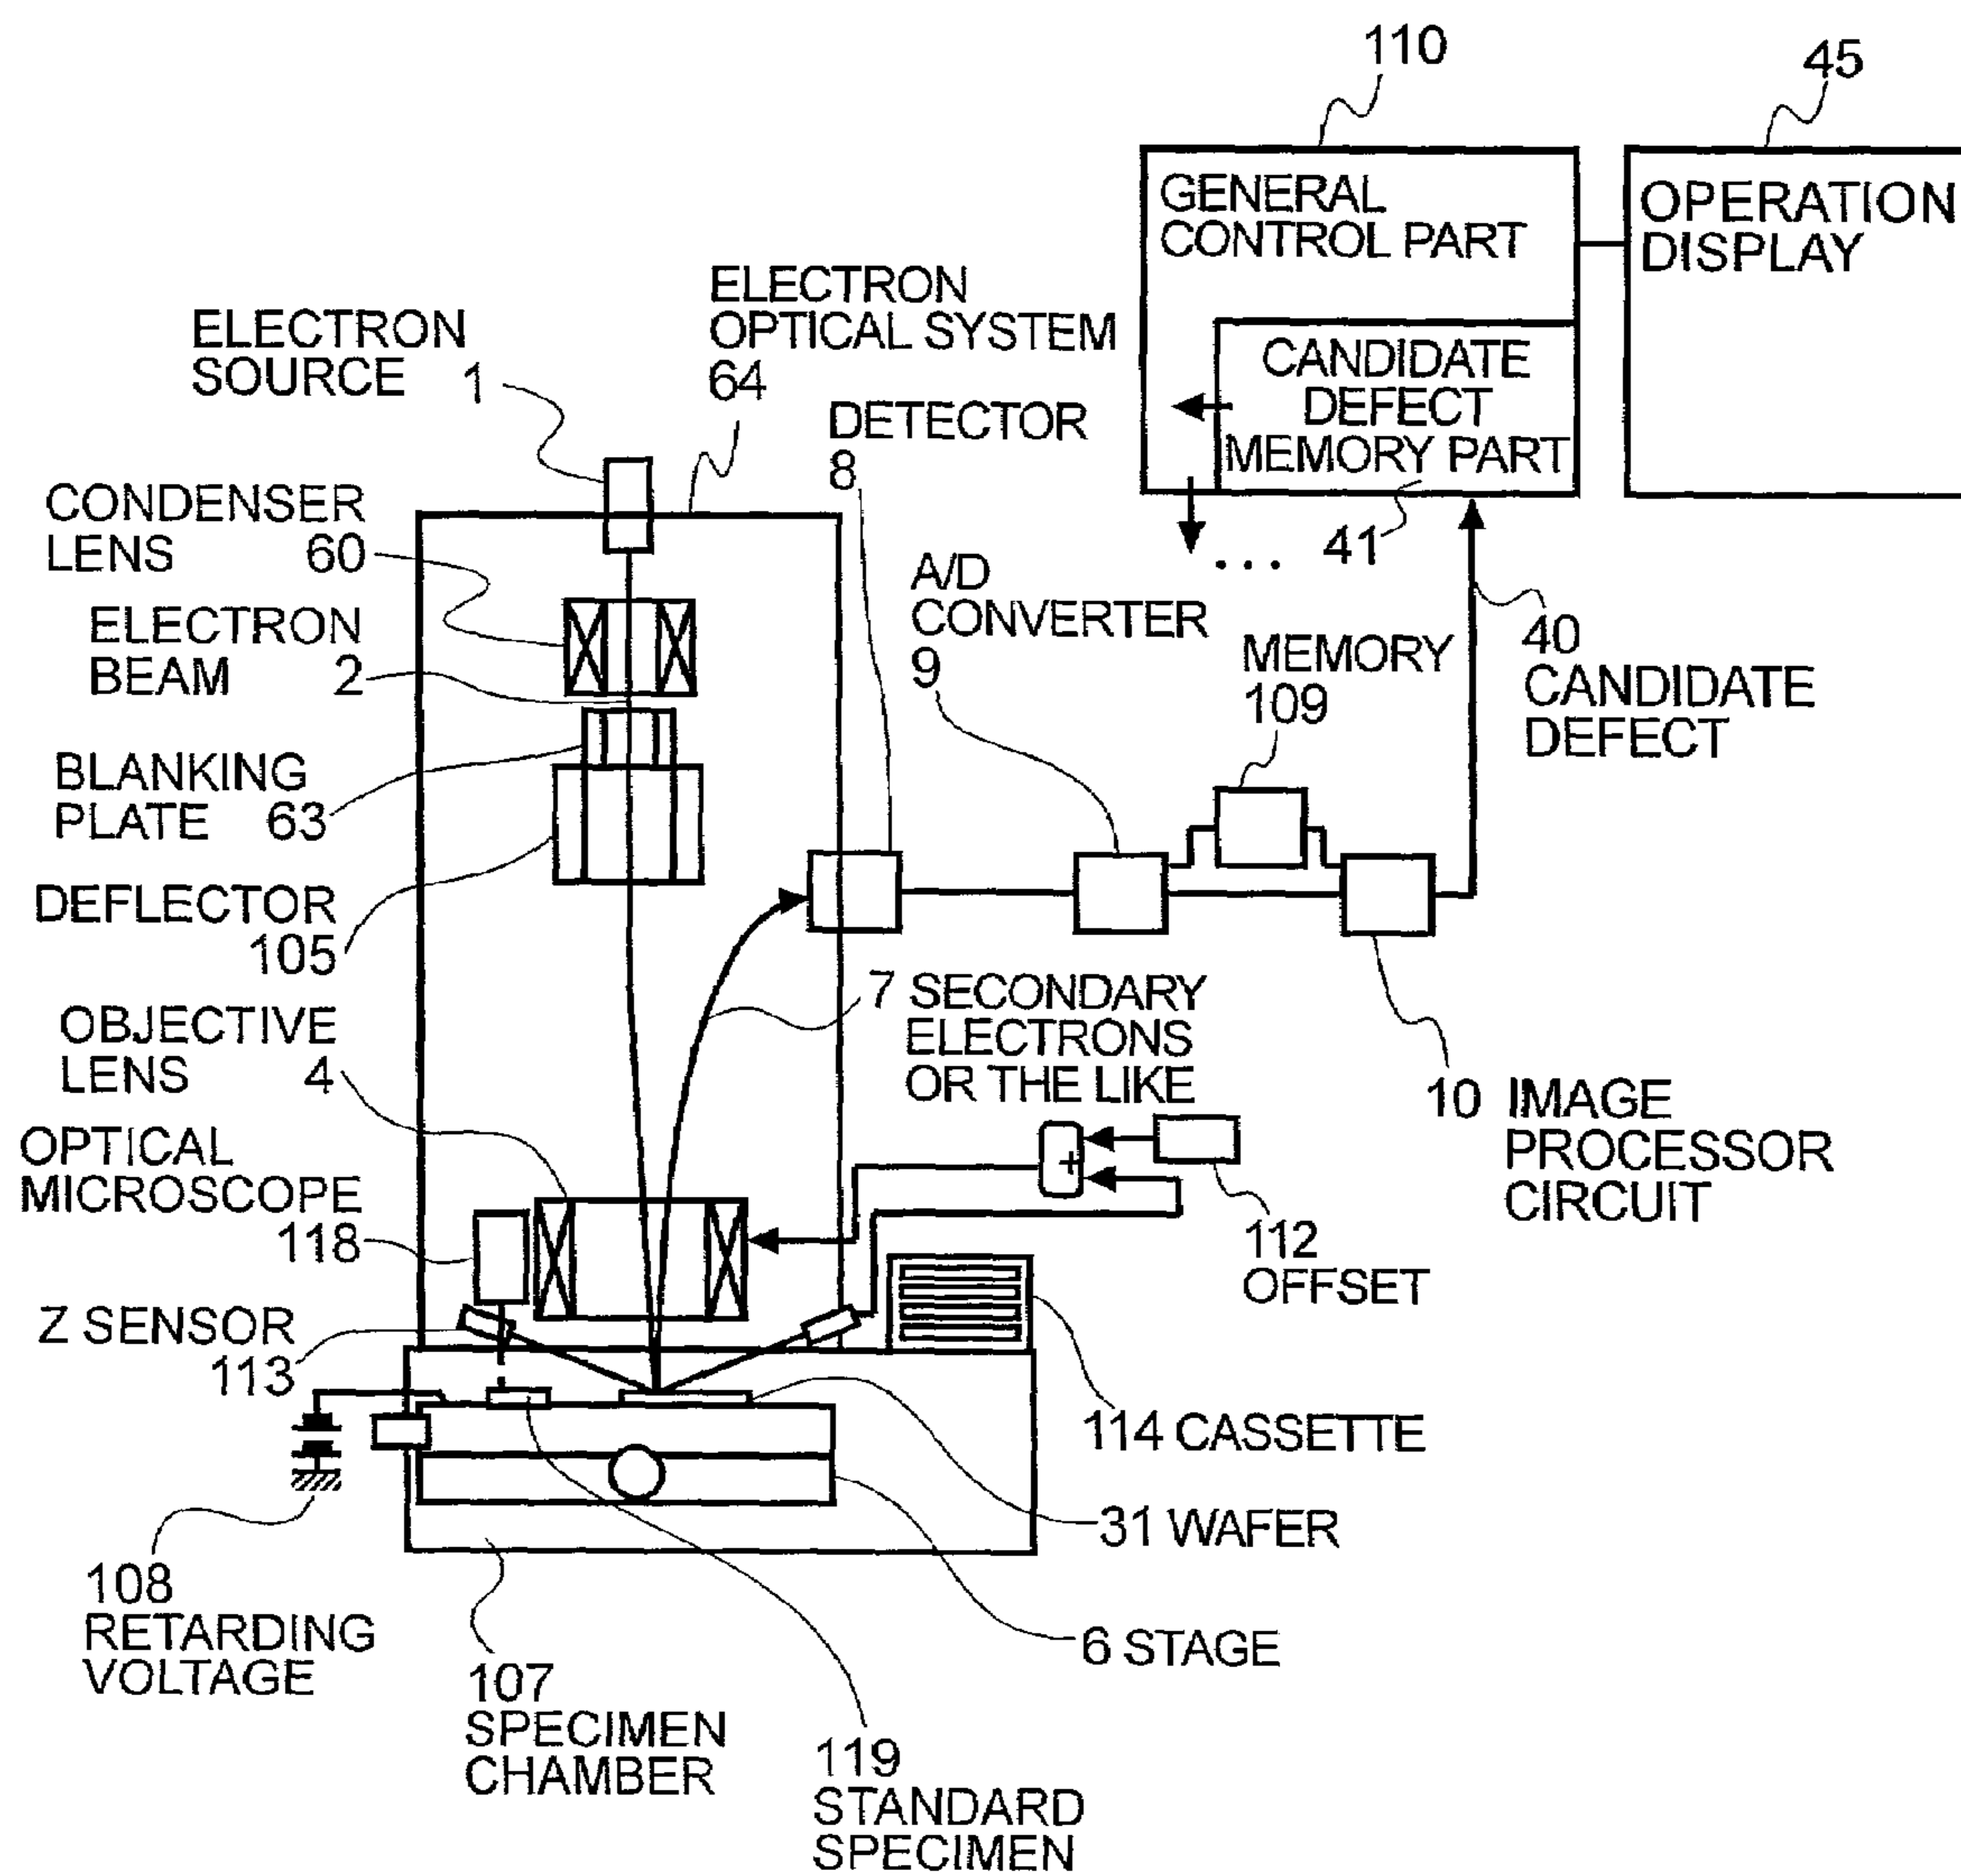 110
45
GENERAL
CONTROL PART
OPERATION
DISPLAY
CANDIDATE
DEFECT
MEMORY PART
41
...
40
CANDIDATE
DEFECT
ELECTRON
SOURCE 1
ELECTRON
OPTICAL SYSTEM
64
DETECTOR
8
CONDENSER
LENS 60
A/D
CONVERTER
9
MEMORY
109
ELECTRON
BEAM 2
BLANKING
PLATE 63
DEFLECTOR
105
7 SECONDARY
ELECTRONS
OR THE LIKE
OBJECTIVE
LENS 4
10 IMAGE
PROCESSOR
CIRCUIT
OPTICAL
MICROSCOPE
118
+
112
OFFSET
Z SENSOR
113
114 CASSETTE
31 WAFER
108
RETARDING
VOLTAGE
6 STAGE
107
SPECIMEN
CHAMBER
119
STANDARD
SPECIMEN